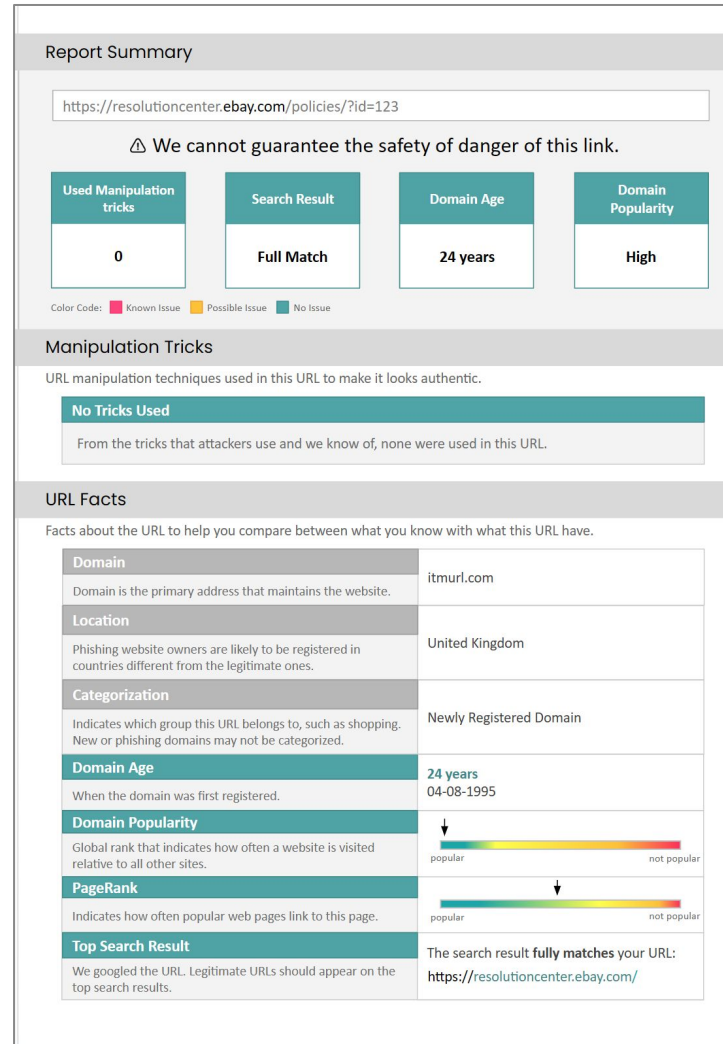 Report Summary
https://resolutioncenter.ebay.com/policies/?id=123
⚠ We cannot guarantee the safety of danger of this link.
Used Manipulation
tricks
0
Search Result
Full Match
Domain Age
24 years
Domain
Popularity
High
Color Code: Known Issue Possible Issue No Issue
Manipulation Tricks
URL manipulation techniques used in this URL to make it looks authentic.
No Tricks Used
From the tricks that attackers use and we know of, none were used in this URL.
URL Facts
Facts about the URL to help you compare between what you know with what this URL have.
Domain
Domain is the primary address that maintains the website.
itmurl.com
Location
Phishing website owners are likely to be registered in
countries different from the legitimate ones.
United Kingdom
Categorization
Indicates which group this URL belongs to, such as shopping.
New or phishing domains may not be categorized.
Newly Registered Domain
Domain Age
When the domain was first registered.
24 years
04-08-1995
Domain Popularity
Global rank that indicates how often a website is visited
relative to all other sites.
popular not popular
PageRank
Indicates how often popular web pages link to this page.
popular not popular
Top Search Result
We googled the URL. Legitimate URLs should appear on the
top search results.
The search result fully matches your URL:
https://resolutioncenter.ebay.com/